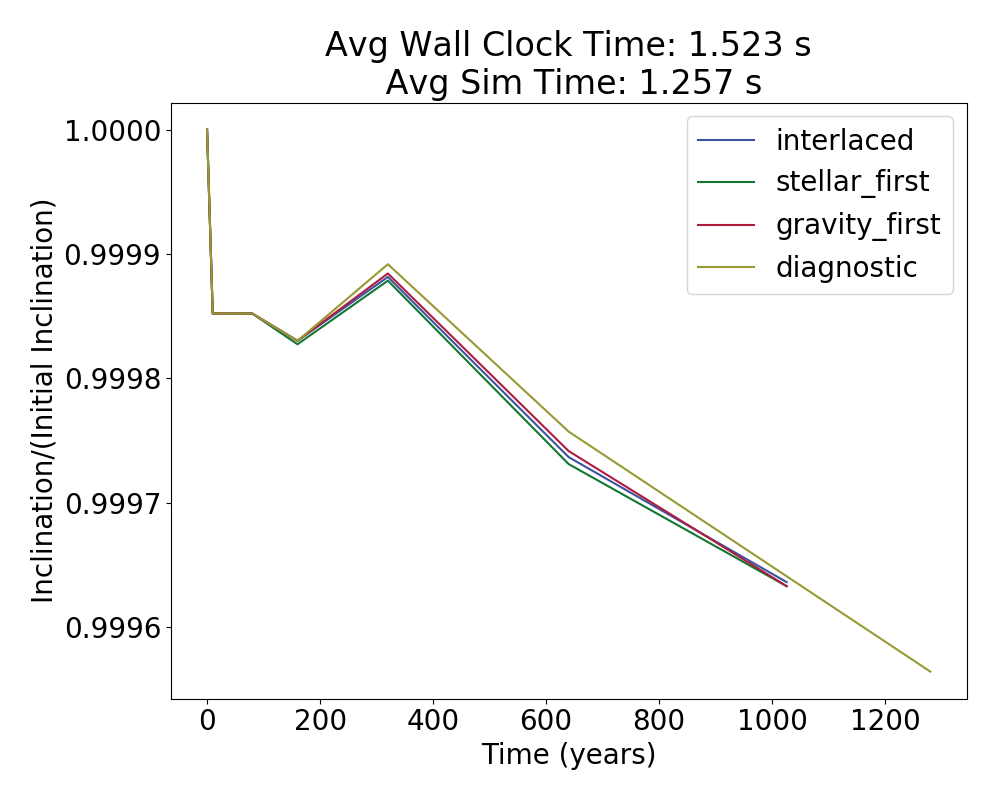 Avg Wall Clock Time: 1.523 s
Avg Sim Time: 1.257 s
interlaced
stellar_first
gravity_first
diagnostic
Inclination/(Initial Inclination)
1.0000
0.9999
0.9998
0.9997
0.9996
0 200 400 600 800 1000 1200
Time (years)